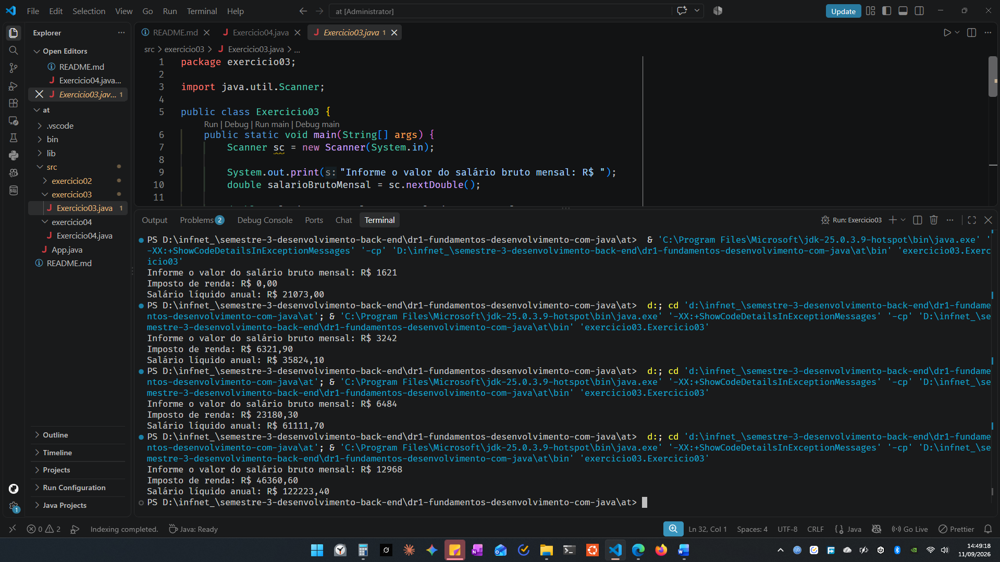 File Edit Selection View Go Run Terminal Help
at [Administrator]
Update
Explorer
Open Editors
README.md
Exercicio04.java...
Exercicio03.jav... 1
at
.vscode
bin
lib
src
exercicio02
exercicio03
Exercicio03.java 1
exercicio04
Exercicio04.java
App.java
README.md
Outline
Timeline
Projects
Run Configuration
Java Projects
README.md
Exercicio04.java
Exercicio03.java 1
src > exercicio03 > Exercicio03.java > ...
1 package exercicio03;
2
3 import java.util.Scanner;
4
5 public class Exercicio03 {
Run | Debug | Run main | Debug main
6 public static void main(String[] args) {
7 Scanner sc = new Scanner(System.in);
8
9 System.out.print(s: "Informe o valor do salário bruto mensal: R$ ");
10 double salarioBrutoMensal = sc.nextDouble();
11
Output Problems 2 Debug Console Ports Chat Terminal
Run: Exercicio03
PS D:\infnet_\semestre-3-desenvolvimento-back-end\dr1-fundamentos-desenvolvimento-com-java\at>  & 'C:\Program Files\Microsoft\jdk-25.0.3.9-hotspot\bin\java.exe' '
-XX:+ShowCodeDetailsInExceptionMessages' '-cp' 'D:\infnet_\semestre-3-desenvolvimento-back-end\dr1-fundamentos-desenvolvimento-com-java\at\bin' 'exercicio03.Exerc
icio03'
Informe o valor do salário bruto mensal: R$ 1621
Imposto de renda: R$ 0,00
Salário líquido anual: R$ 21073,00
PS D:\infnet_\semestre-3-desenvolvimento-back-end\dr1-fundamentos-desenvolvimento-com-java\at>  d:; cd 'd:\infnet_\semestre-3-desenvolvimento-back-end\dr1-fundame
ntos-desenvolvimento-com-java\at'; & 'C:\Program Files\Microsoft\jdk-25.0.3.9-hotspot\bin\java.exe' '-XX:+ShowCodeDetailsInExceptionMessages' '-cp' 'D:\infnet_\se
mestre-3-desenvolvimento-back-end\dr1-fundamentos-desenvolvimento-com-java\at\bin' 'exercicio03.Exercicio03'
Informe o valor do salário bruto mensal: R$ 3242
Imposto de renda: R$ 6321,90
Salário líquido anual: R$ 35824,10
PS D:\infnet_\semestre-3-desenvolvimento-back-end\dr1-fundamentos-desenvolvimento-com-java\at>  d:; cd 'd:\infnet_\semestre-3-desenvolvimento-back-end\dr1-fundame
ntos-desenvolvimento-com-java\at'; & 'C:\Program Files\Microsoft\jdk-25.0.3.9-hotspot\bin\java.exe' '-XX:+ShowCodeDetailsInExceptionMessages' '-cp' 'D:\infnet_\se
mestre-3-desenvolvimento-back-end\dr1-fundamentos-desenvolvimento-com-java\at\bin' 'exercicio03.Exercicio03'
Informe o valor do salário bruto mensal: R$ 6484
Imposto de renda: R$ 23180,30
Salário líquido anual: R$ 61111,70
PS D:\infnet_\semestre-3-desenvolvimento-back-end\dr1-fundamentos-desenvolvimento-com-java\at>  d:; cd 'd:\infnet_\semestre-3-desenvolvimento-back-end\dr1-fundame
ntos-desenvolvimento-com-java\at'; & 'C:\Program Files\Microsoft\jdk-25.0.3.9-hotspot\bin\java.exe' '-XX:+ShowCodeDetailsInExceptionMessages' '-cp' 'D:\infnet_\se
mestre-3-desenvolvimento-back-end\dr1-fundamentos-desenvolvimento-com-java\at\bin' 'exercicio03.Exercicio03'
Informe o valor do salário bruto mensal: R$ 12968
Imposto de renda: R$ 46360,60
Salário líquido anual: R$ 122223,40
PS D:\infnet_\semestre-3-desenvolvimento-back-end\dr1-fundamentos-desenvolvimento-com-java\at>
1
0 2 Indexing completed. Java: Ready
Ln 32, Col 1 Spaces: 4 UTF-8 CRLF Java Go Live Prettier
14:49:18
11/09/2026